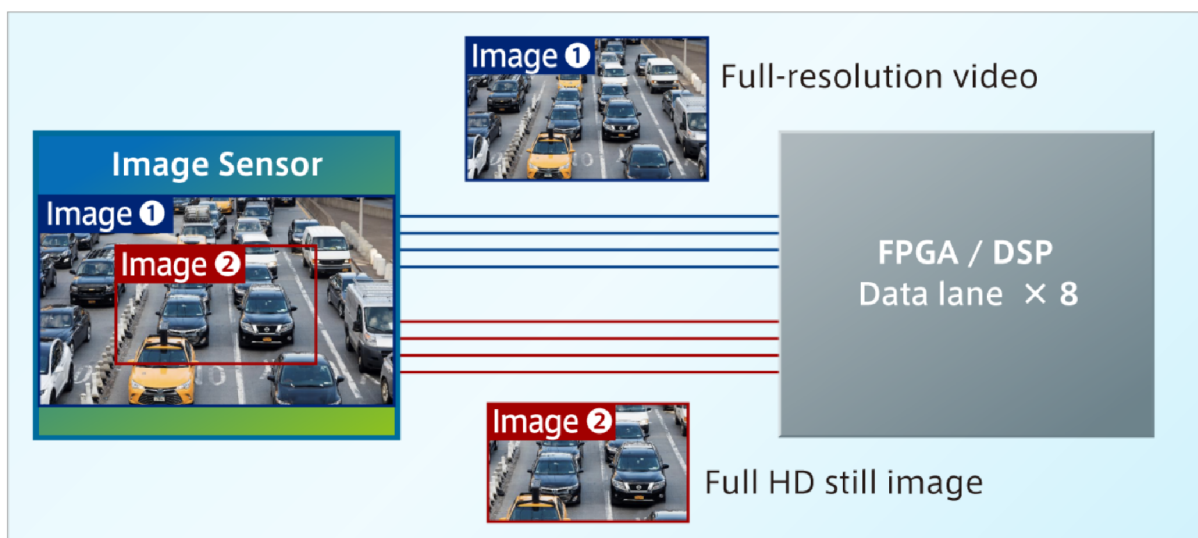 Image ❶
Full-resolution video
Image Sensor
Image ❶
Image ❷
FPGA / DSP
Data lane × 8
Image ❷
Full HD still image